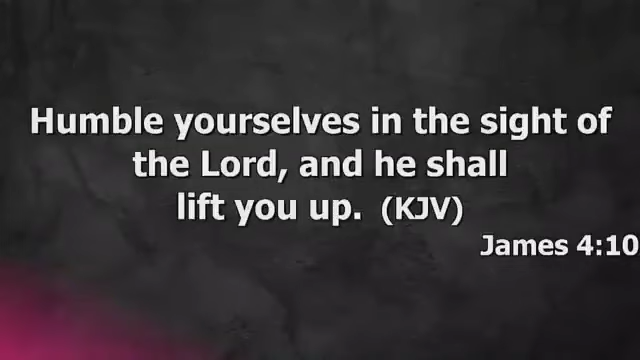 Humble yourselves in the sight of
the Lord, and he shall
lift you up. (KJV)
James 4:10